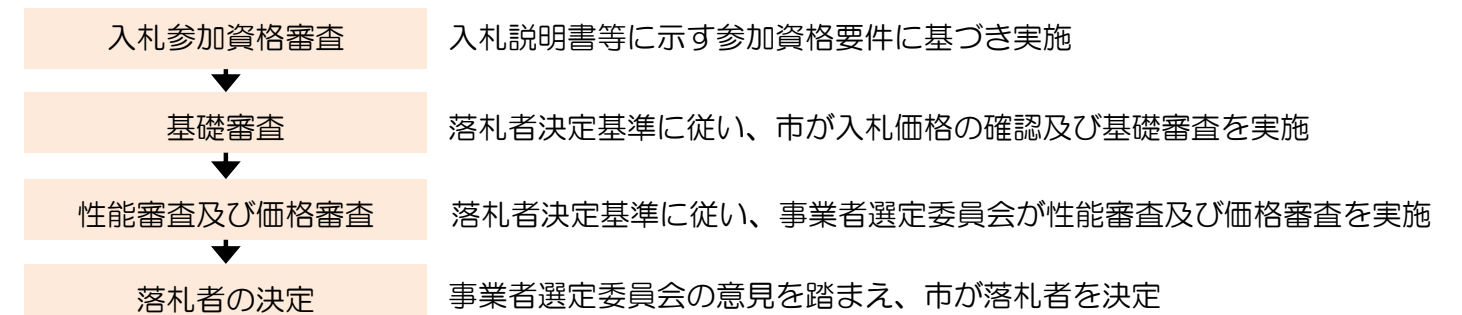 入札参加資格審査 入札説明書等に示す参加資格要件に基づき実施
基礎審査 落札者決定基準に従い、市が入札価格の確認及び基礎審査を実施
性能審査及び価格審査 落札者決定基準に従い、事業者選定委員会が性能審査及び価格審査を実施
落札者の決定 事業者選定委員会の意見を踏まえ、市が落札者を決定